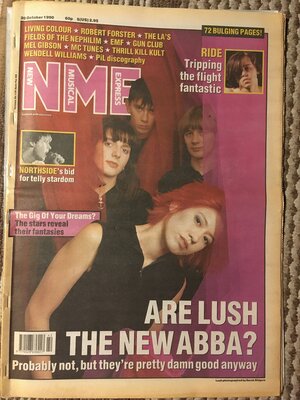 October 1990 60p $(US) 2.95
LIVING COLOUR ★ ROBERT FORSTER ★ THE LA'S
FIELDS OF THE NEPHILIM ★ EMF ★ GUN CLUB
MEL GIBSON ★ MC TUNES ★ THRILL KILL KULT
WENDELL WILLIAMS ★ PiL discography
72 BULGING PAGES!
RIDE
Tripping
the flight
fantastic
NEW
MUSICAL
EXPRESS
NME
NORTHSIDE's bid
for telly stardom
The Gig Of Your Dreams?
The stars reveal
their fantasies
ARE LUSH
THE NEW ABBA?
Probably not, but they're pretty damn good anyway